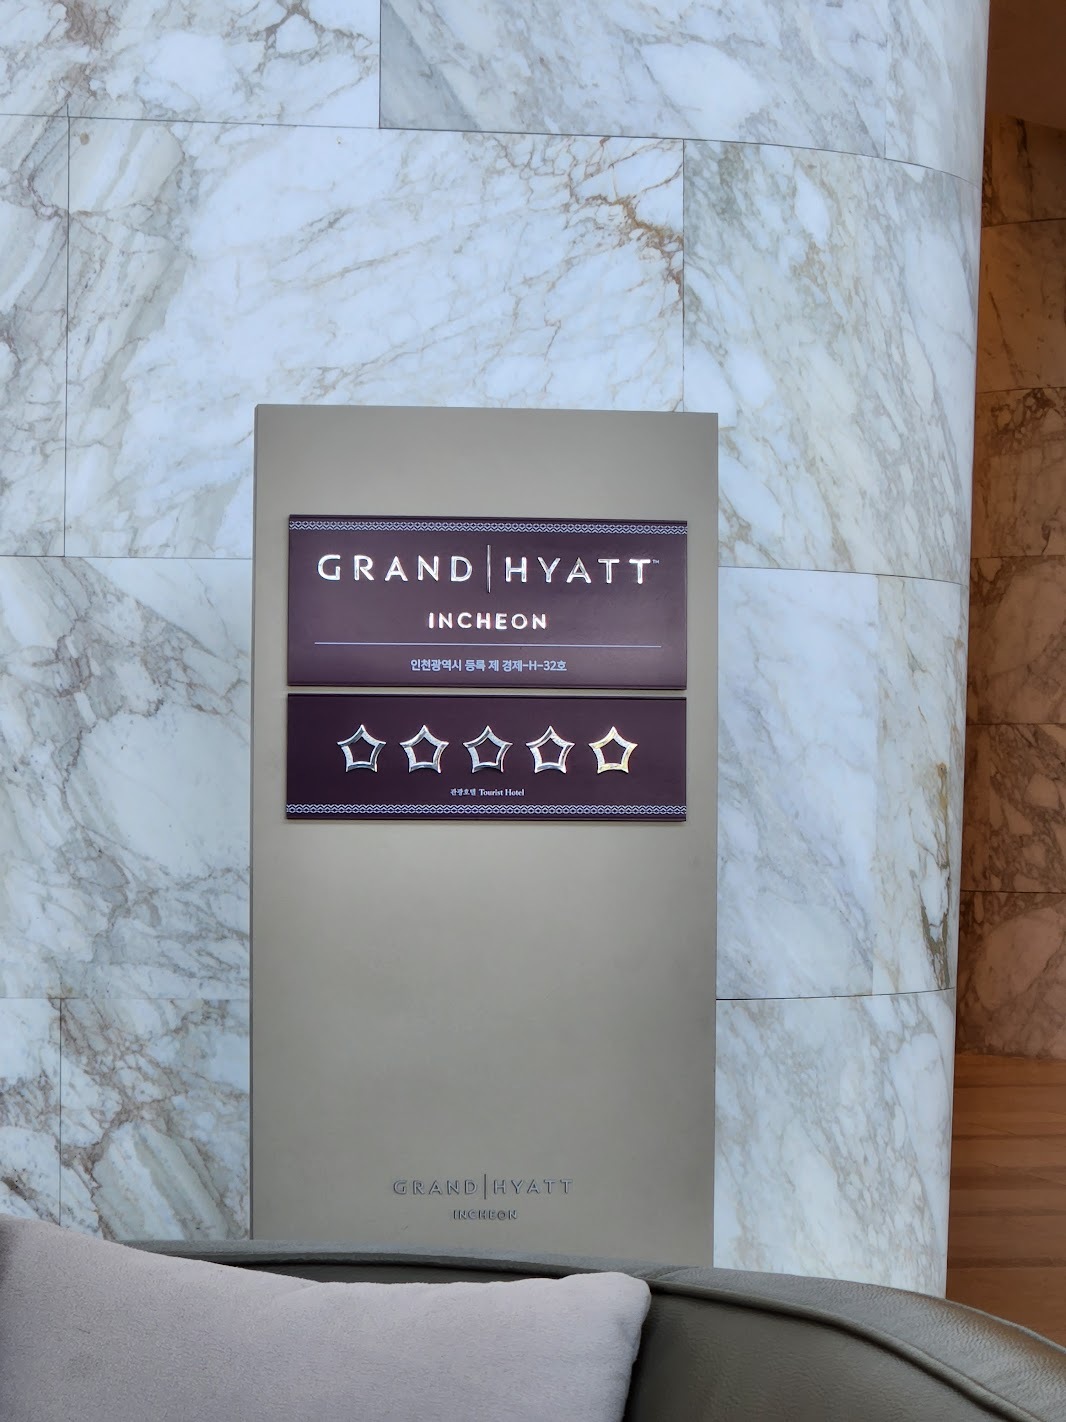 GRAND | HYATT™
INCHEON
인천광역시 등록 제 경제-H-32호
관광호텔 Tourist Hotel
GRAND | HYATT
INCHEON